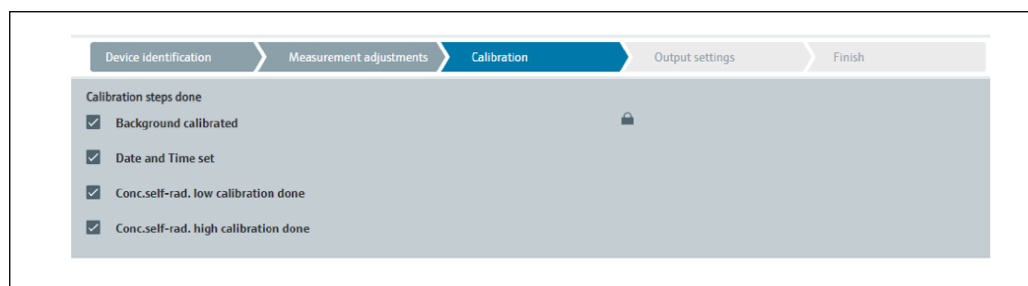 Device identification
Measurement adjustments
Calibration
Output settings
Finish
Calibration steps done
Background calibrated
Date and Time set
Conc.self-rad. low calibration done
Conc.self-rad. high calibration done